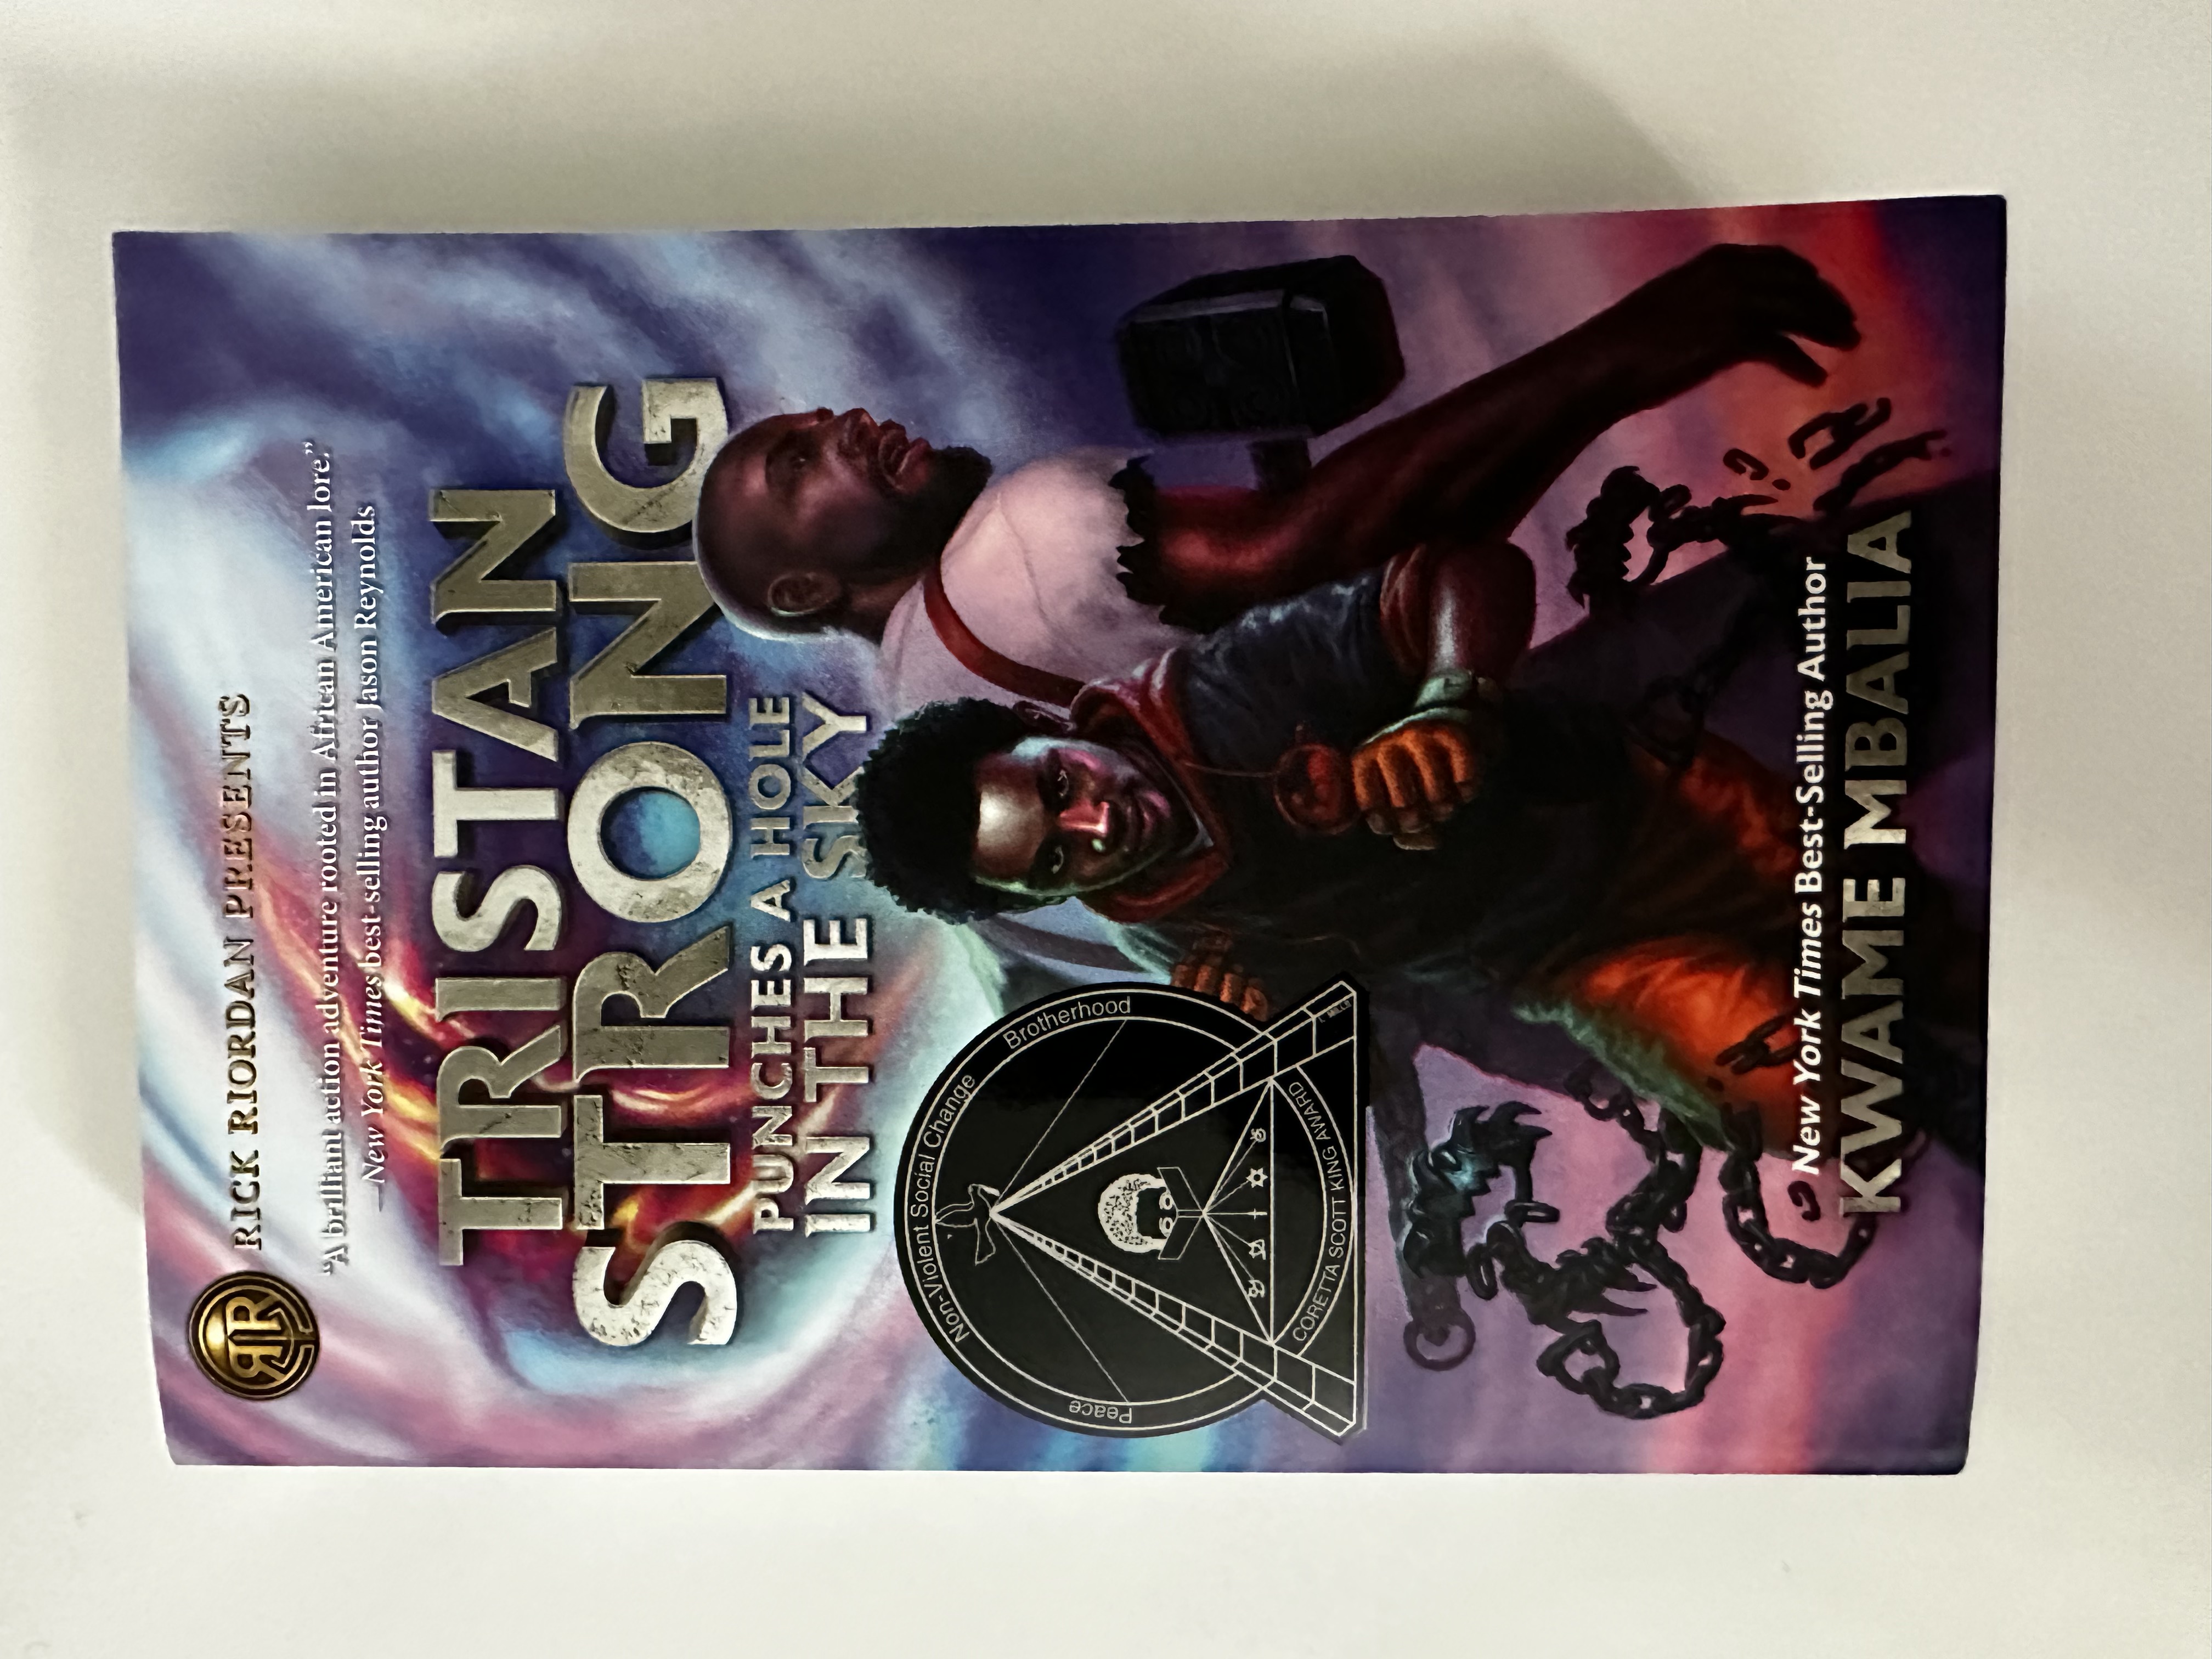 RR RICK RIORDAN PRESENTS
“A brilliant action adventure rooted in African American lore.”
—New York Times best-selling author Jason Reynolds
TRISTAN
STRONG
PUNCHES A HOLE
IN THE SKY
Peace
Non-Violent Social Change
Brotherhood
CORETTA SCOTT KING AWARD
New York Times Best-Selling Author
KWAME MBALIA